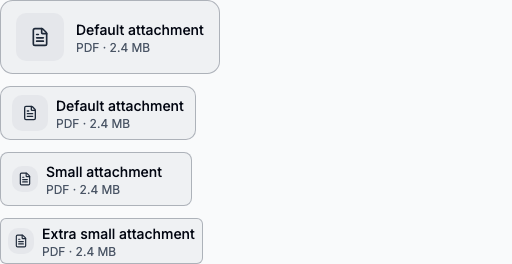 Default attachment
PDF · 2.4 MB
Default attachment
PDF · 2.4 MB
Small attachment
PDF · 2.4 MB
Extra small attachment
PDF · 2.4 MB